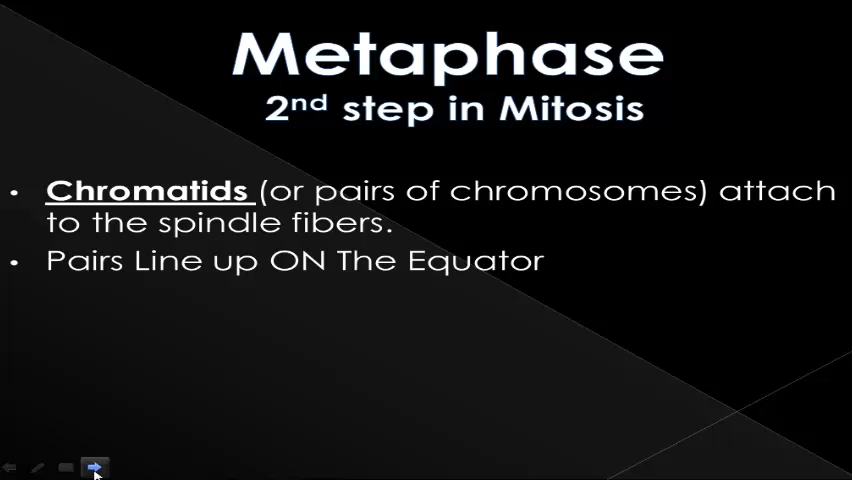 Metaphase
2nd step in Mitosis
• Chromatids (or pairs of chromosomes) attach
to the spindle fibers.
• Pairs Line up ON The Equator